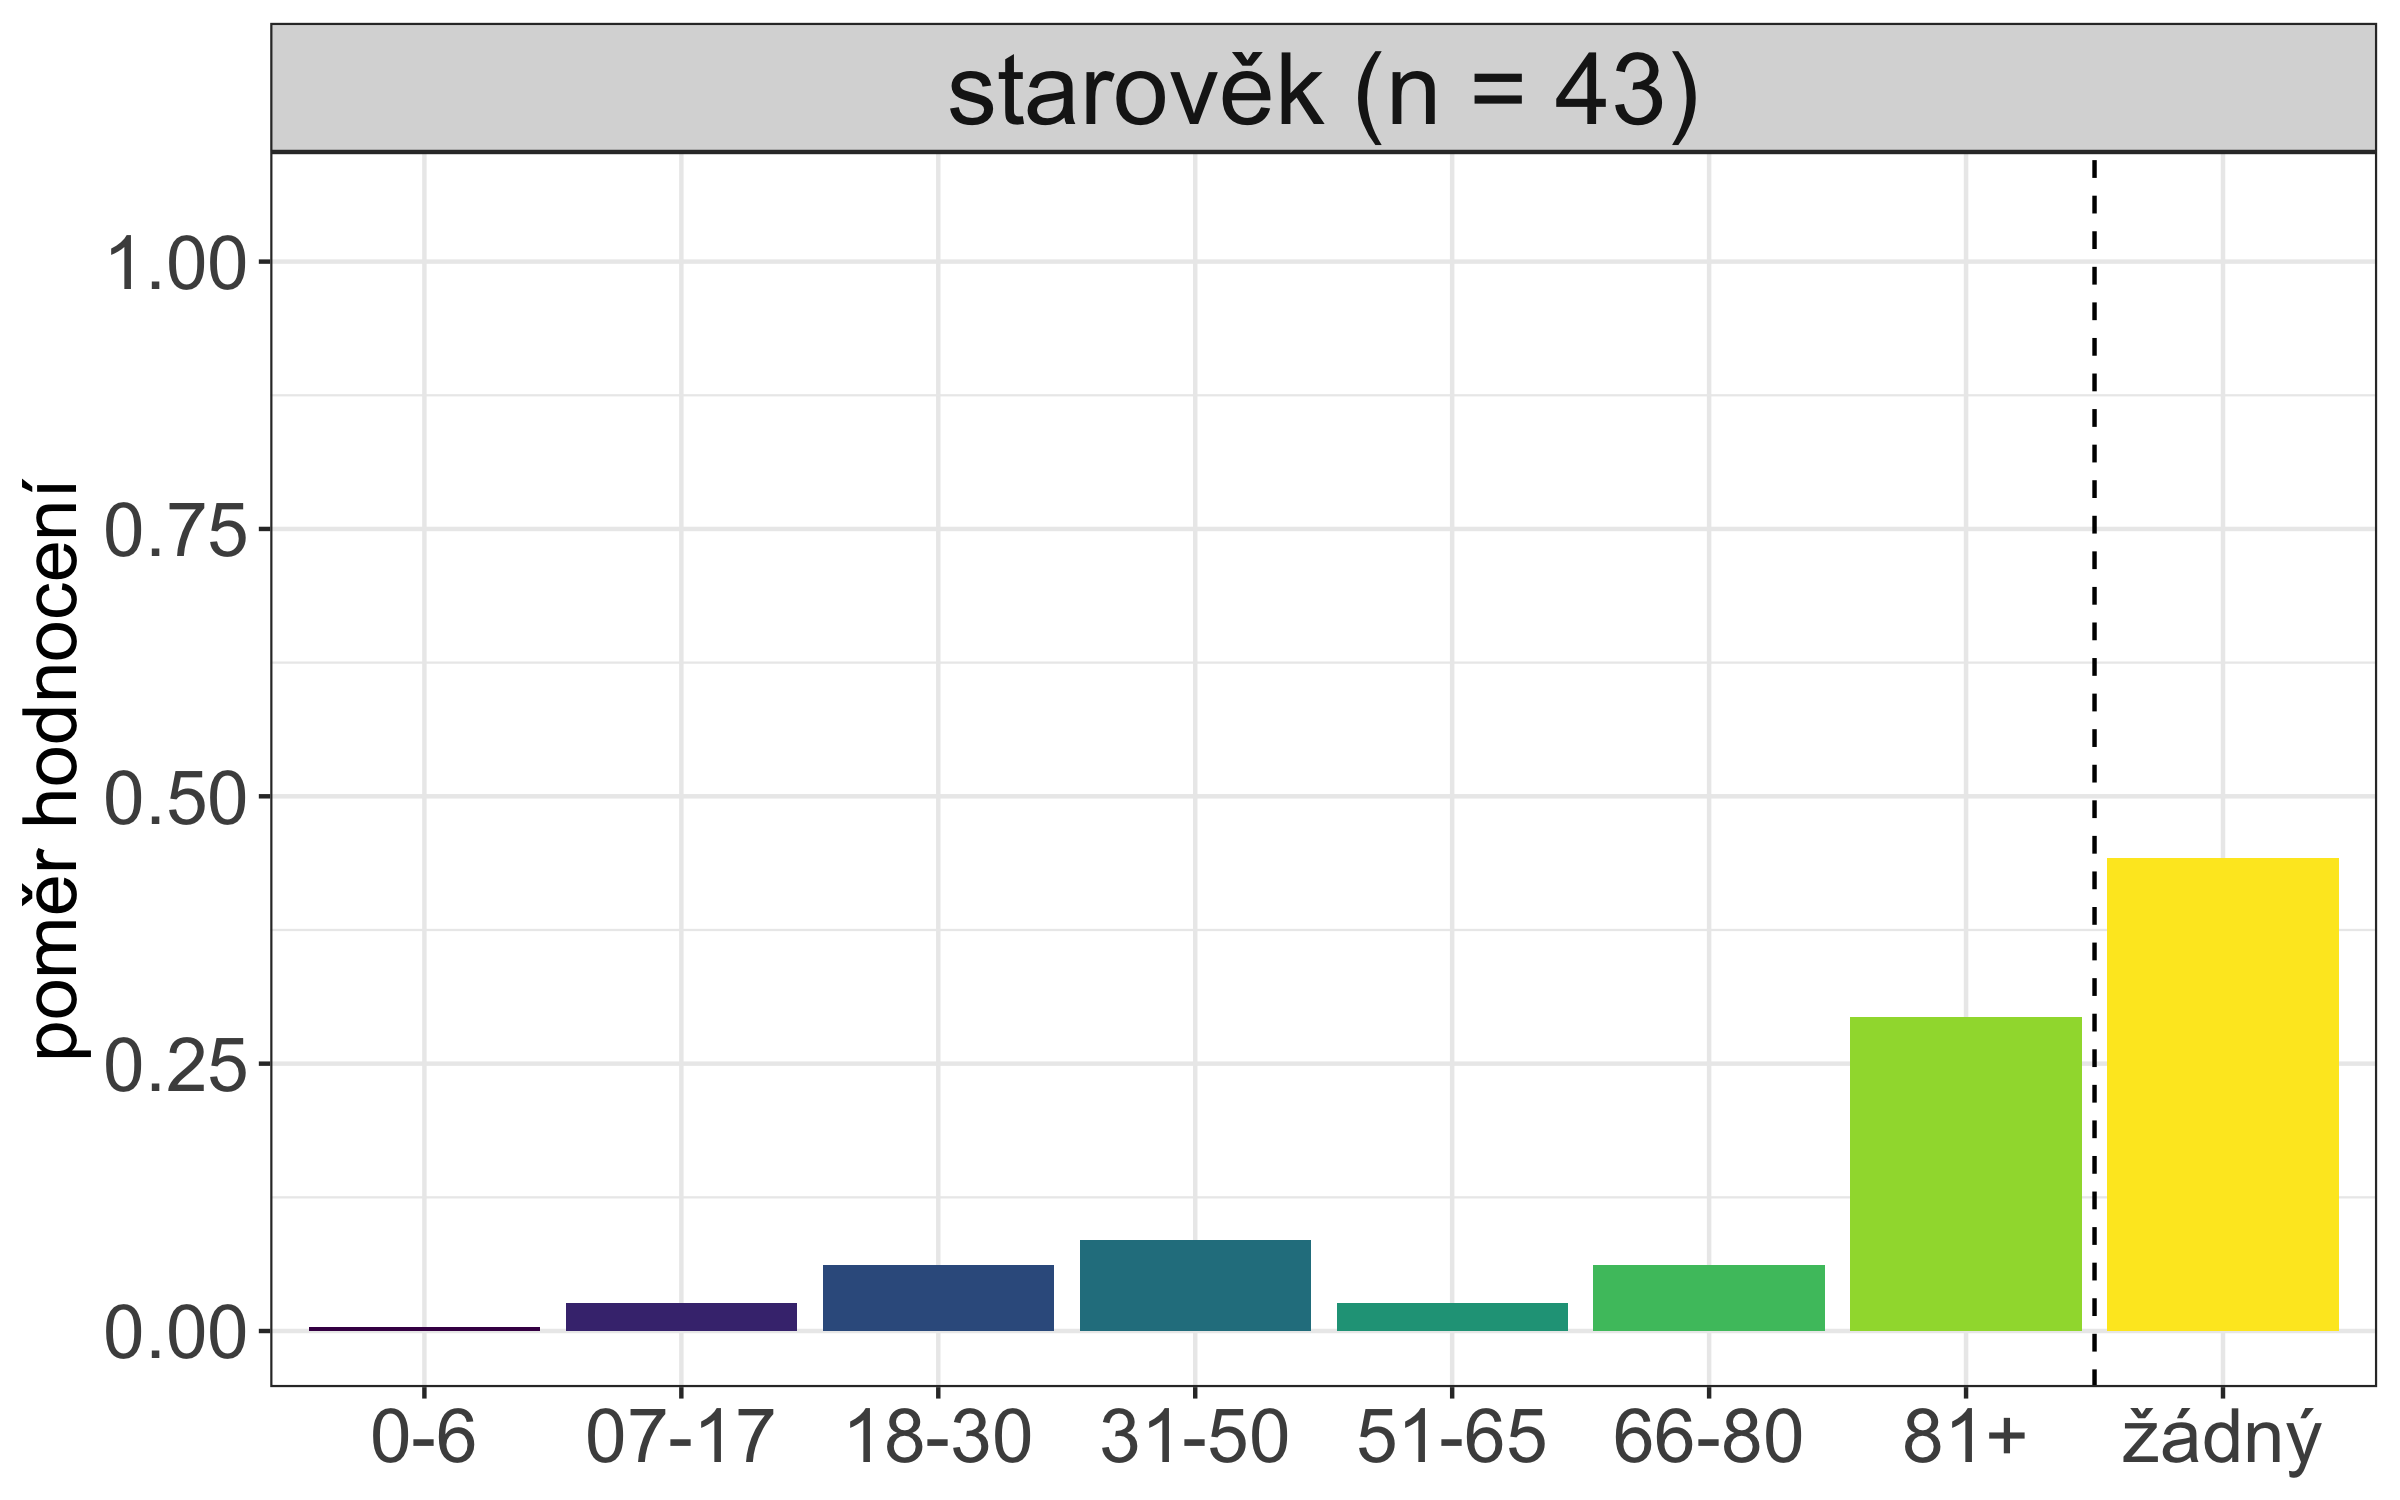 starověk (n = 43)
poměr hodnocení
1.00
0.75
0.50
0.25
0.00
0-6 07-17 18-30 31-50 51-65 66-80 81+ žádný